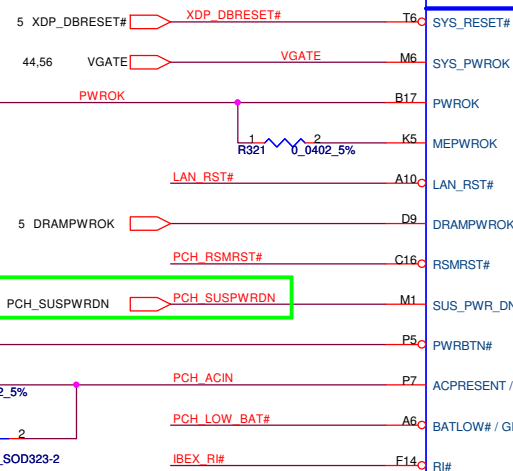 5 XDP_DBRESET# XDP_DBRESET# T6 SYS_RESET#
44,56 VGATE VGATE M6 SYS_PWROK
PWROK B17 PWROK
1 2 K5 MEPWROK
R321 0_0402_5%
LAN_RST# A10 LAN_RST#
5 DRAMPWROK D9 DRAMPWROK
PCH_RSMRST# C16 RSMRST#
PCH_SUSPWRDN PCH_SUSPWRDN M1 SUS_PWR_DN
P5 PWRBTN#
PCH_ACIN P7 ACPRESENT /
2_5%
PCH_LOW_BAT# A6 BATLOW# / G
2
_SOD323-2 IBEX_RI# F14 RI#